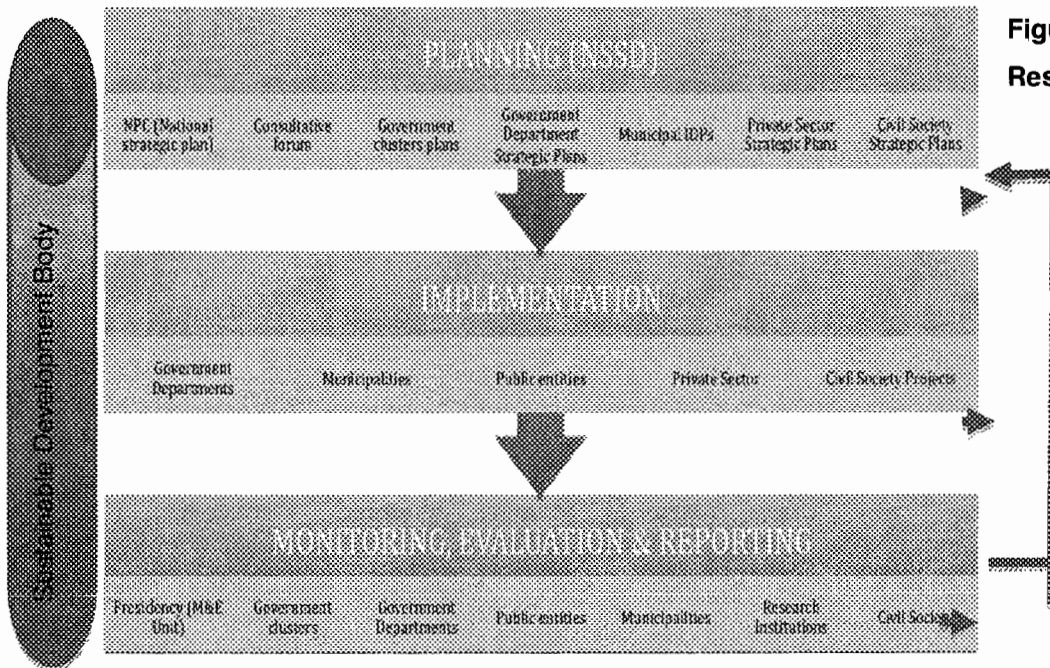 Figu
Res
PLANNING (NSSD)
NPC (National
strategic plan)
Consultative
forum
Government
clusters plans
Government
Department
Strategic Plans
Municipal IDPs
Private Sector
Strategic Plans
Civil Society
Strategic Plans
IMPLEMENTATION
Government
Departments
Municipalities
Public entities
Private Sector
Civil Society Projects
MONITORING, EVALUATION & REPORTING
Presidency (M&E
Unit)
Government
clusters
Government
Departments
Public entities
Municipalities
Research
Institutions
Civil Society
Sustainable Development Body